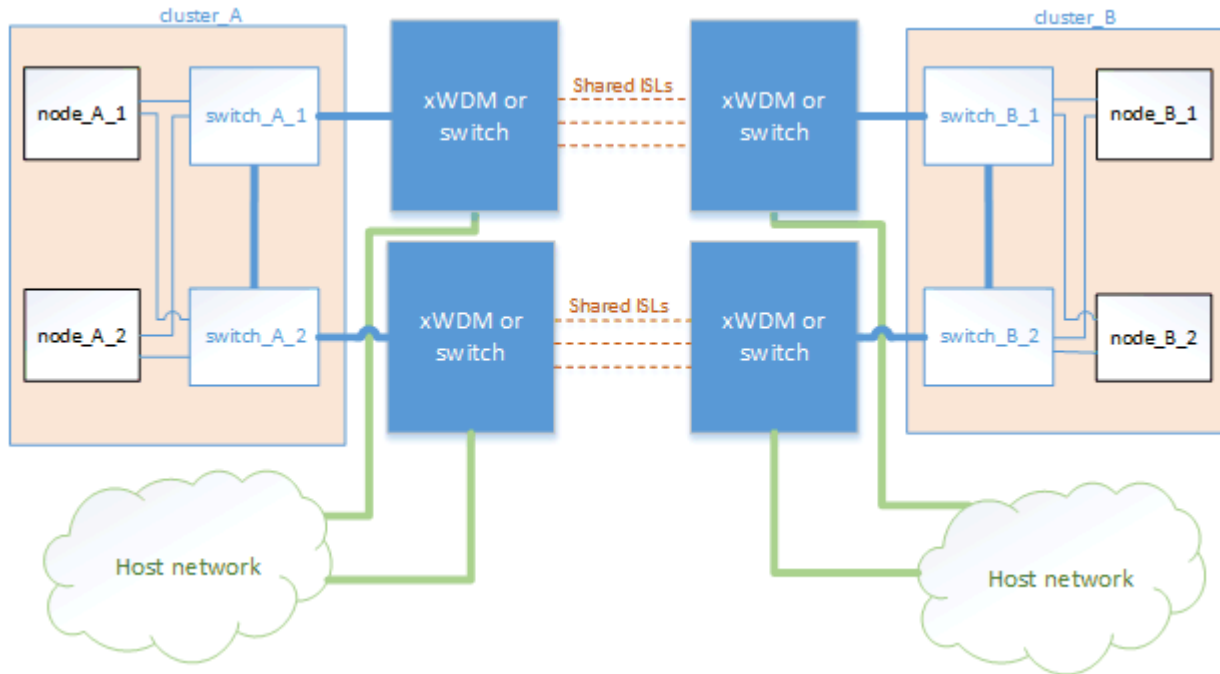 cluster_A
cluster_B
node_A_1
switch_A_1
xWDM or
switch
Shared ISLs
xWDM or
switch
switch_B_1
node_B_1
node_A_2
switch_A_2
xWDM or
switch
Shared ISLs
xWDM or
switch
switch_B_2
node_B_2
Host network
Host network